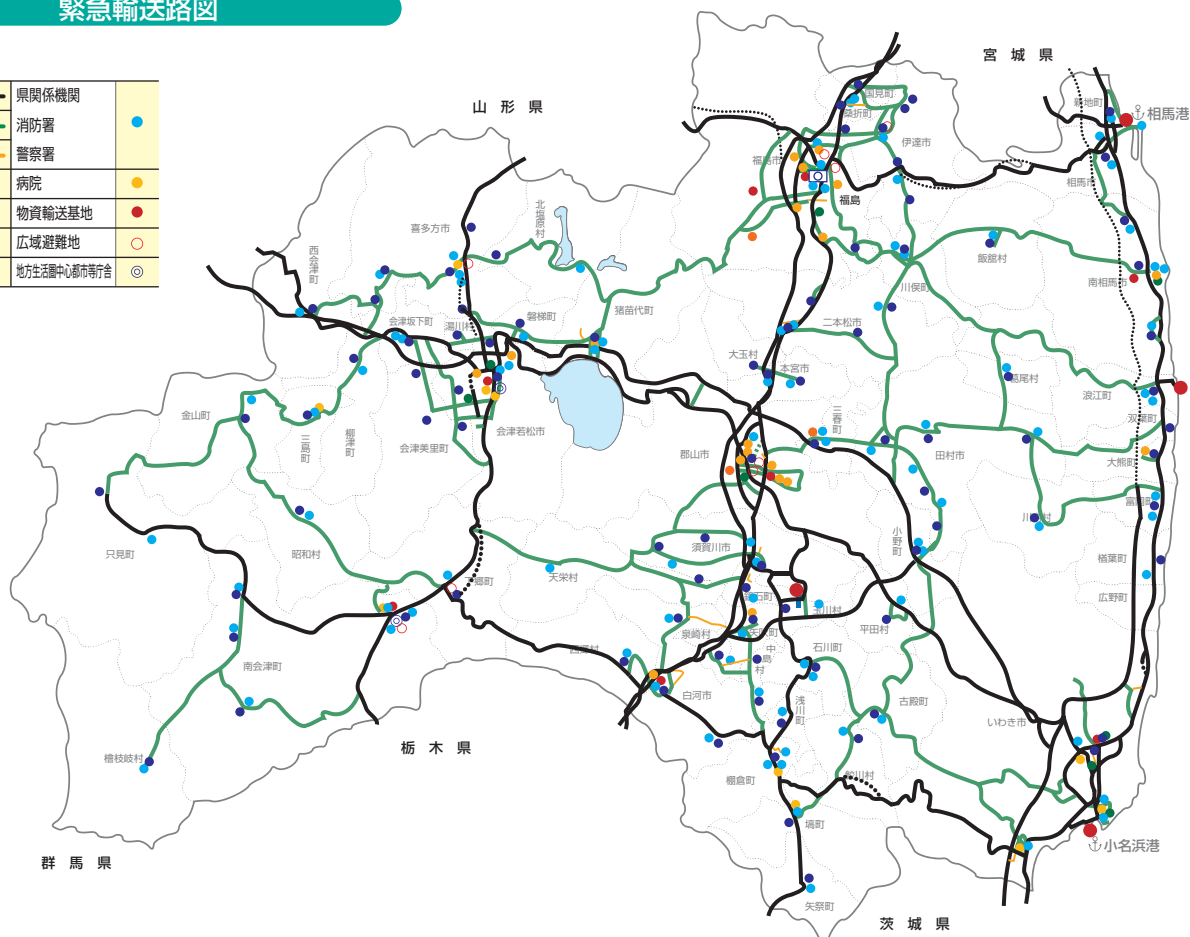 緊急輸送路図
県関係機関
消防署
警察署
病院
物資輸送基地
広域避難地
地方生活圏中心都市等庁舎
宮城県
山形県
国見町
桑折町
新地町
相馬港
伊達市
福島市
相馬市
福島
北塩原村
喜多方市
西会津町
飯舘村
南相馬市
川俣町
猪苗代町
磐梯町
会津坂下町
湯川村
二本松市
大玉村
本宮市
葛尾村
浪江町
双葉町
金山町
三島町
柳津町
会津美里町
会津若松市
三春町
郡山市
田村市
大熊町
富岡町
川内村
只見町
昭和村
小野町
須賀川市
楢葉町
天栄村
下郷町
鏡石町
玉川村
広野町
平田村
泉崎村
矢吹町
中島村
石川町
西郷村
南会津町
白河市
浅川町
古殿町
いわき市
栃木県
檜枝岐村
棚倉町
鮫川村
塙町
小名浜港
群馬県
矢祭町
茨城県